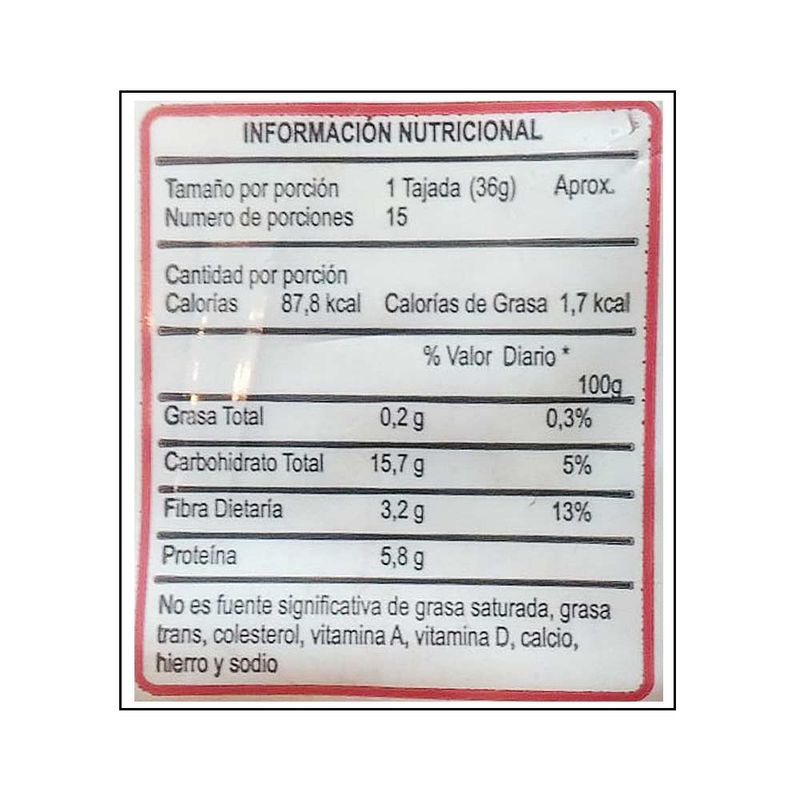 INFORMACIÓN NUTRICIONAL
Tamaño por porción 1 Tajada (36g) Aprox.
Numero de porciones 15
Cantidad por porción
Calorías 87,8 kcal Calorías de Grasa 1,7 kcal
% Valor Diario *
100g
Grasa Total 0,2 g 0,3%
Carbohidrato Total 15,7 g 5%
Fibra Dietaría 3,2 g 13%
Proteína 5,8 g
No es fuente significativa de grasa saturada, grasa
trans, colesterol, vitamina A, vitamina D, calcio,
hierro y sodio